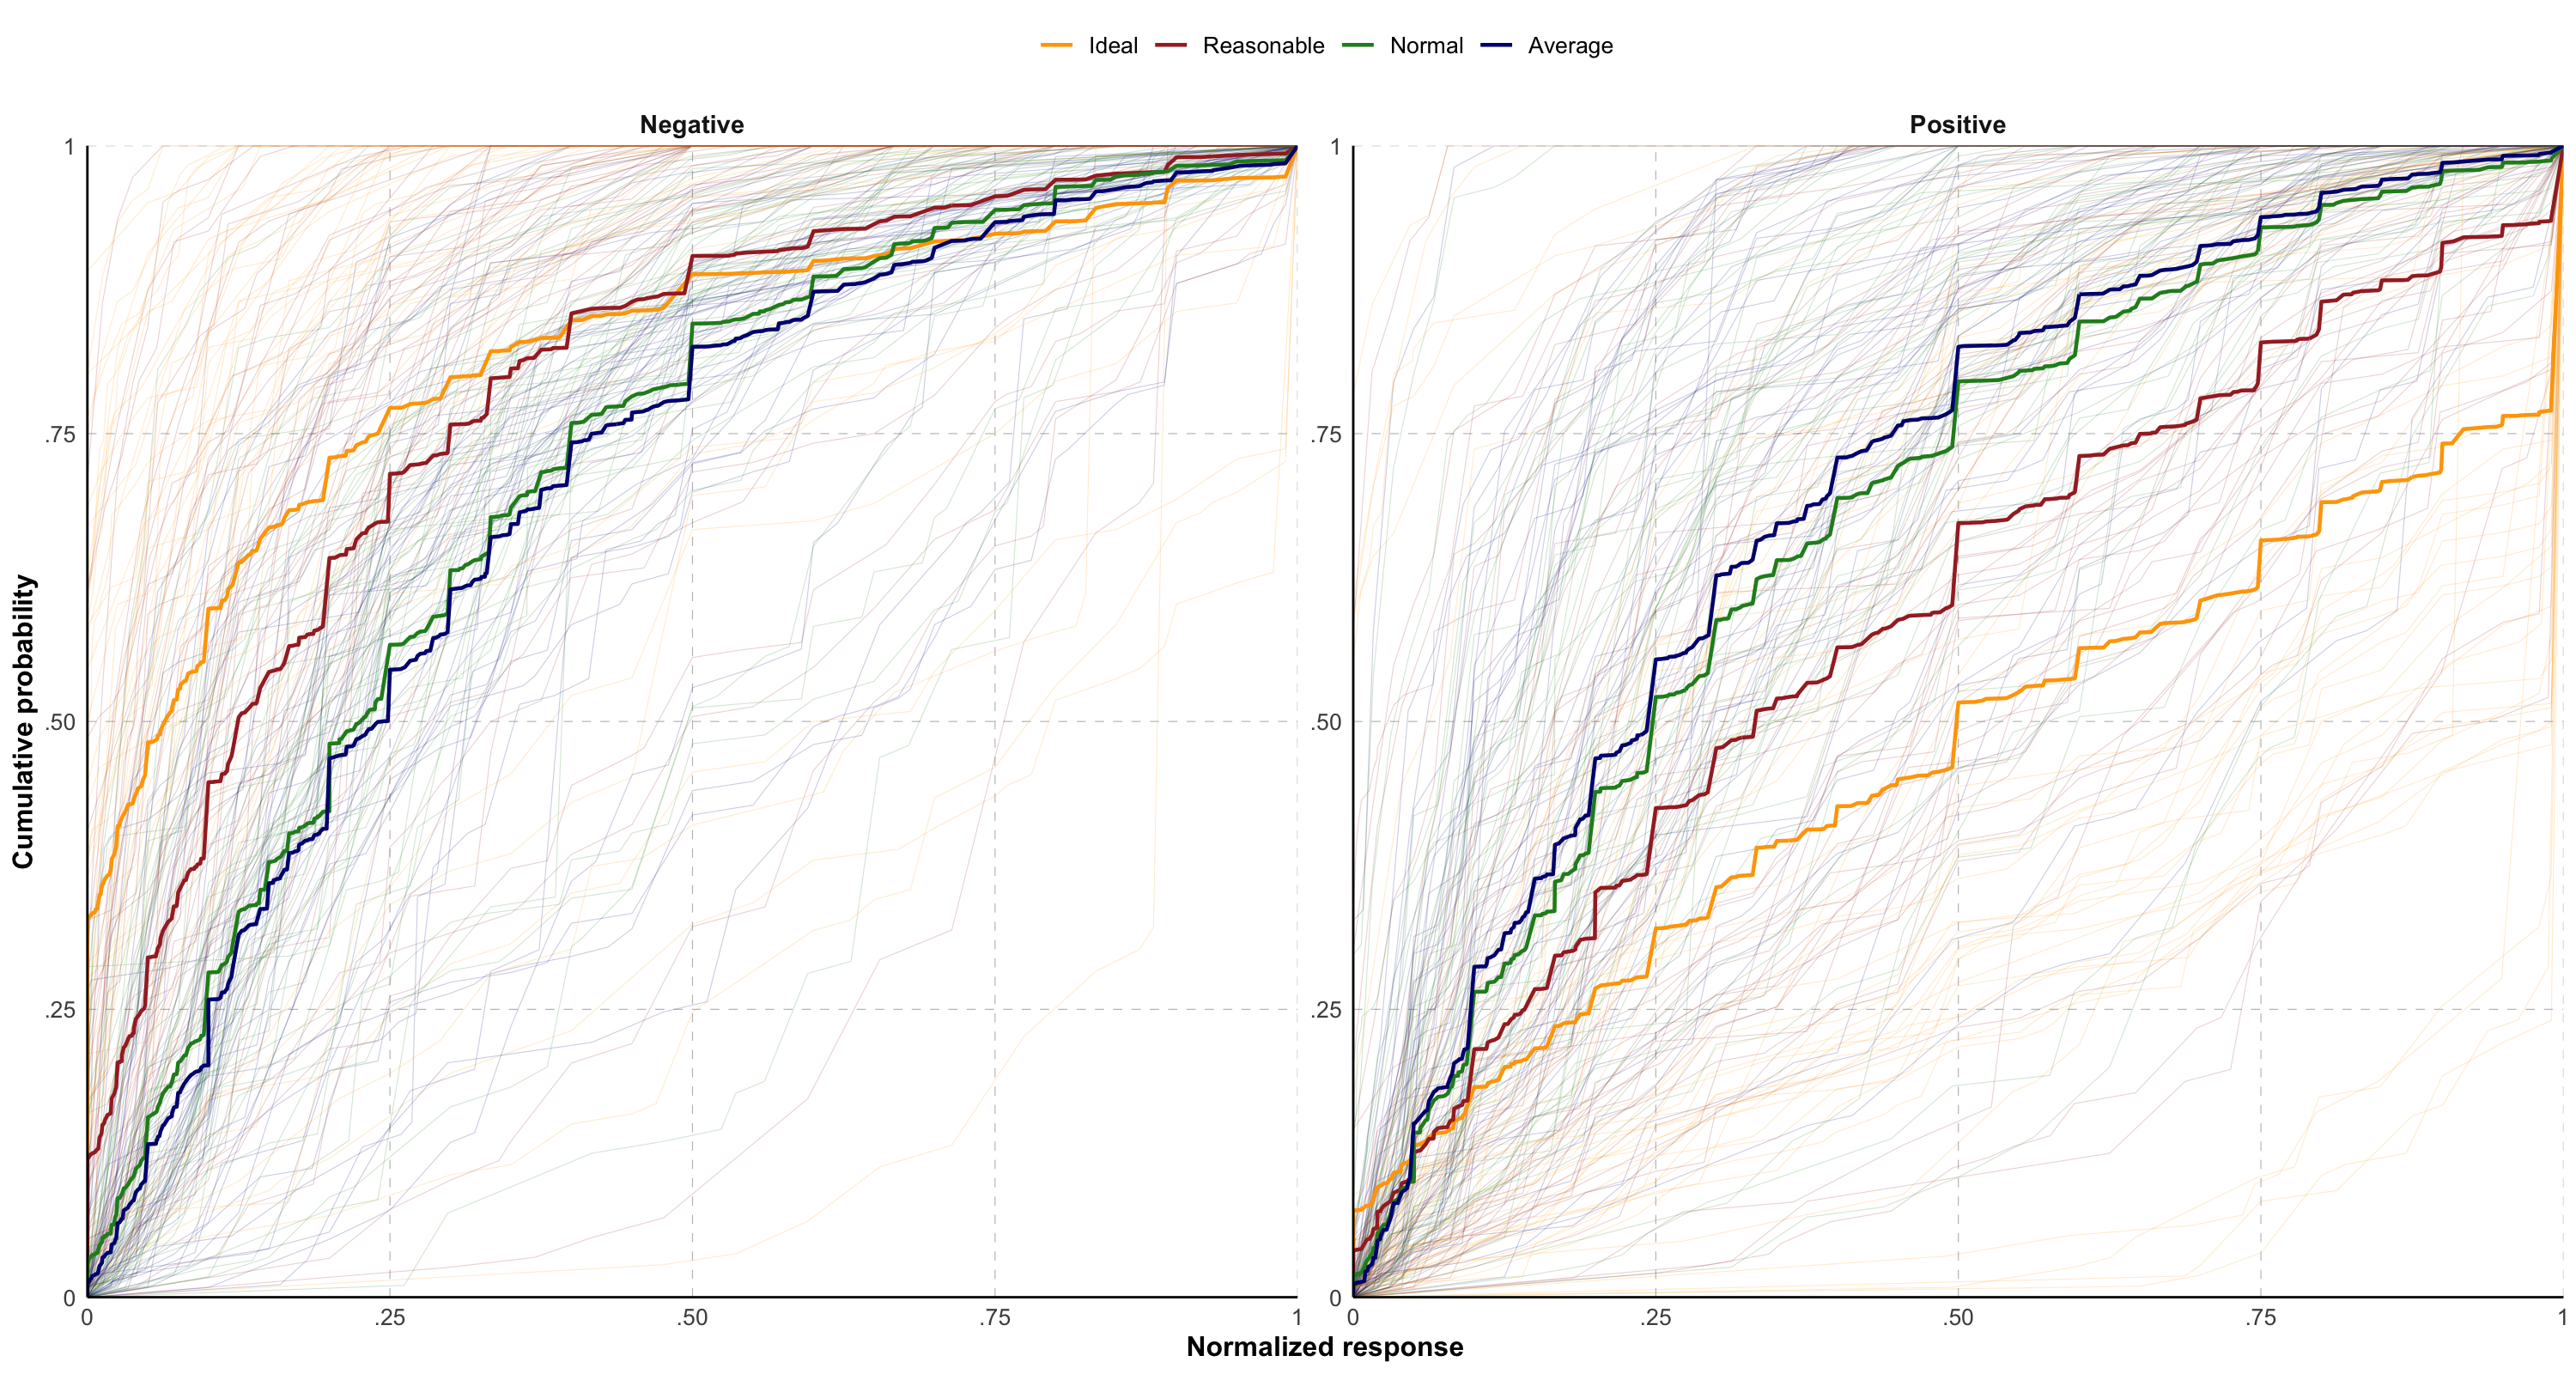 Ideal Reasonable Normal Average
Negative
Positive
Cumulative probability
1
.75
.50
.25
0
1
.75
.50
.25
0
0 .25 .50 .75 1
0 .25 .50 .75 1
Normalized response